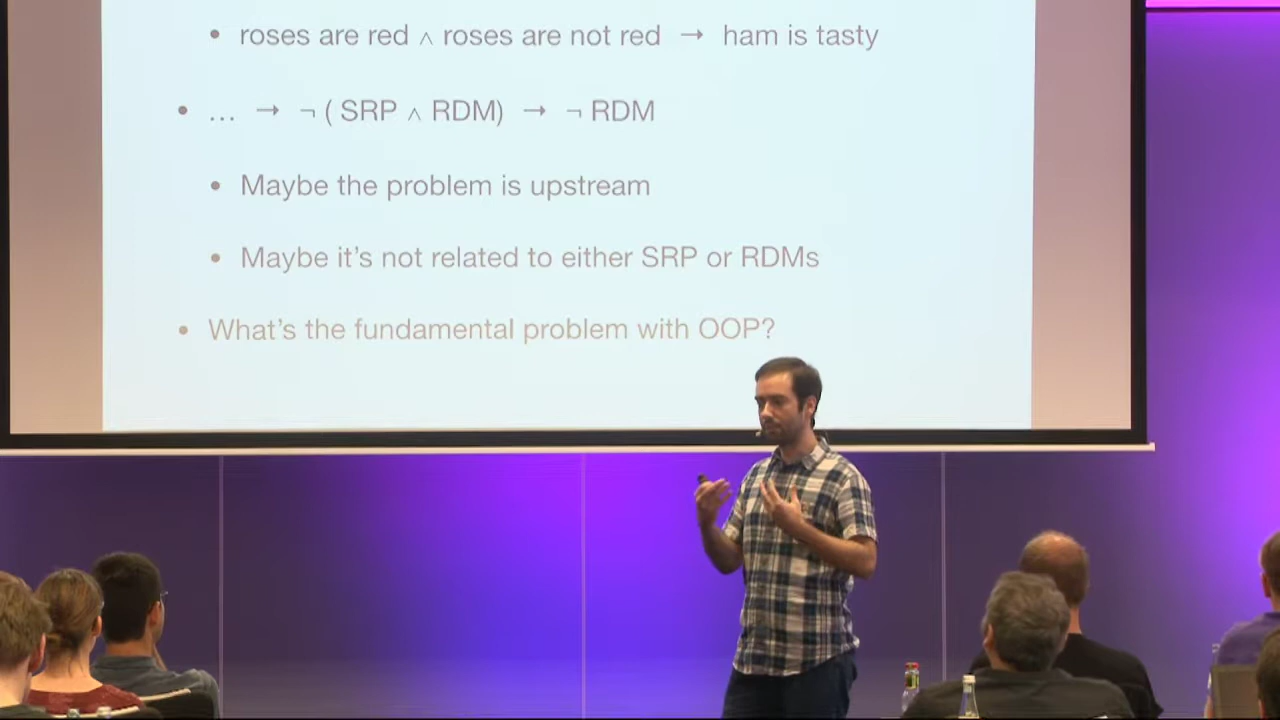 • roses are red ∧ roses are not red → ham is tasty
• … → ¬ ( SRP ∧ RDM) → ¬ RDM
• Maybe the problem is upstream
• Maybe it's not related to either SRP or RDMs
• What's the fundamental problem with OOP?